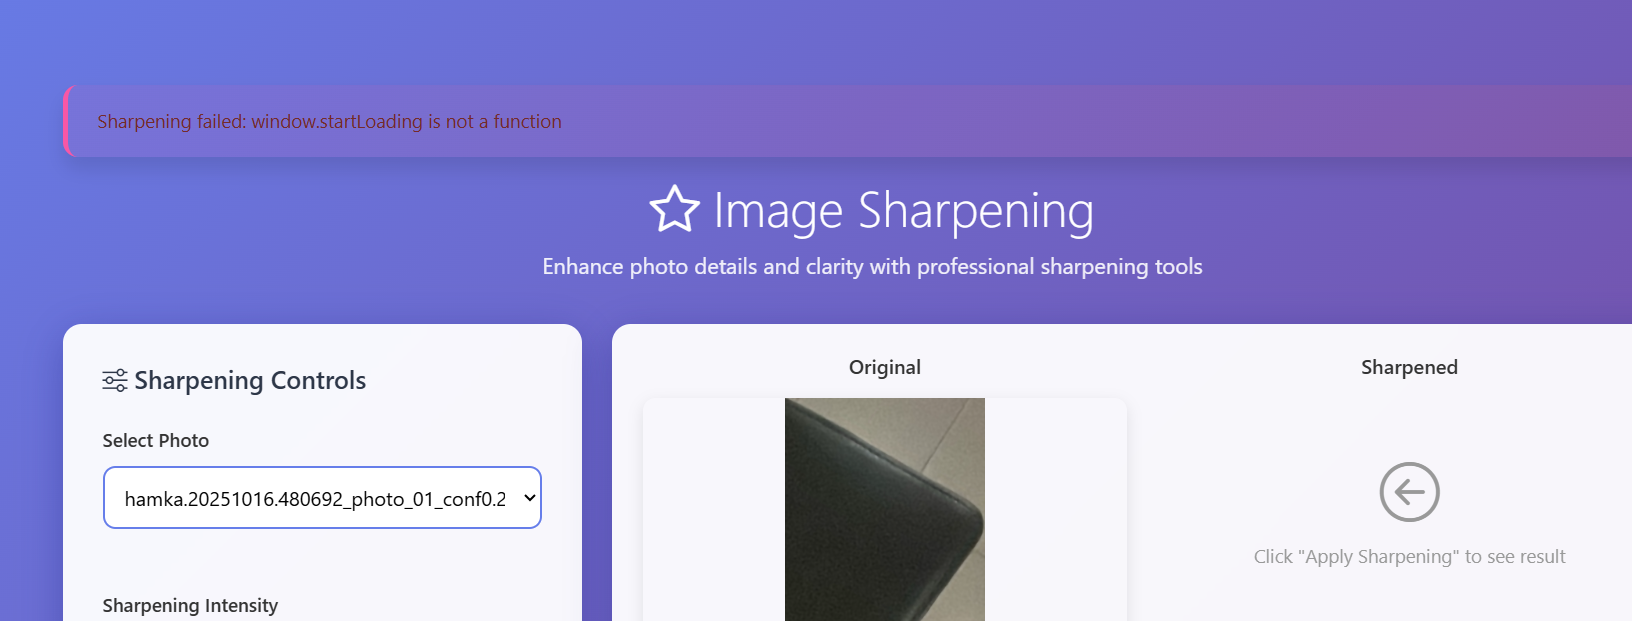 Sharpening failed: window.startLoading is not a function
Image Sharpening
Enhance photo details and clarity with professional sharpening tools
Sharpening Controls
Select Photo
hamka.20251016.480692_photo_01_conf0.2
Sharpening Intensity
Original
Sharpened
Click "Apply Sharpening" to see result